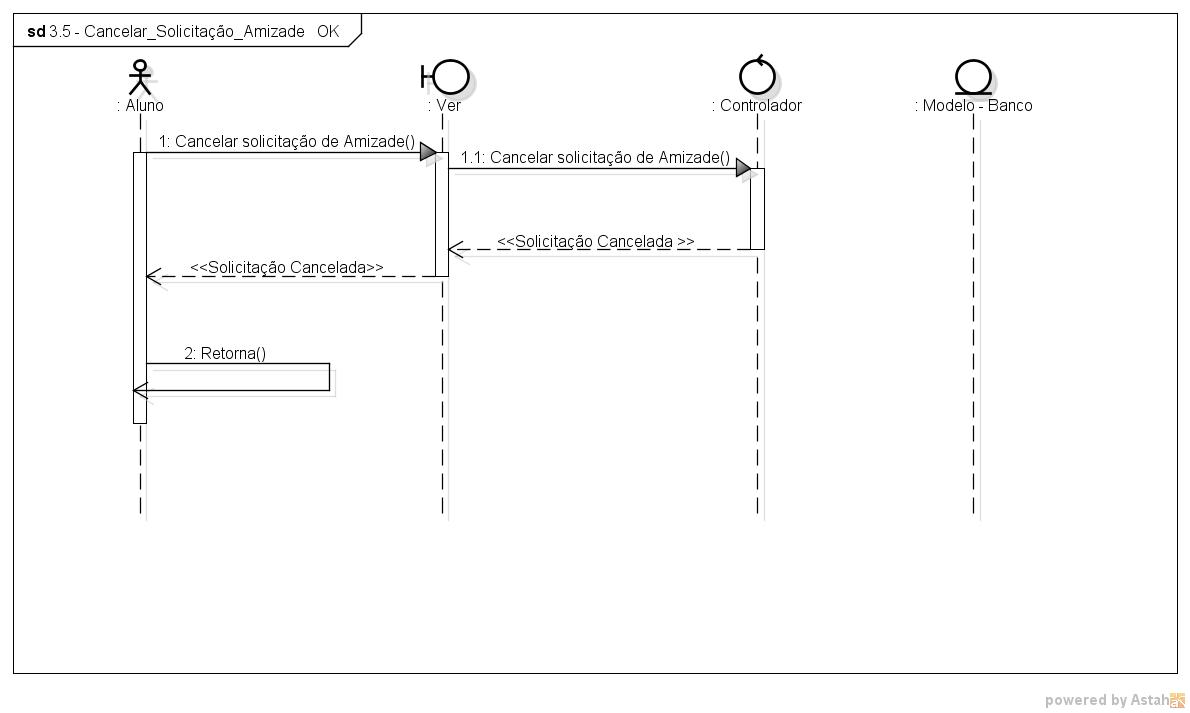 sd 3.5 - Cancelar_Solicitação_Amizade OK
: Aluno
: Ver
: Controlador
: Modelo - Banco
1: Cancelar solicitação de Amizade()
1.1: Cancelar solicitação de Amizade()
<<Solicitação Cancelada >>
<<Solicitação Cancelada>>
2: Retorna()
powered by Astah